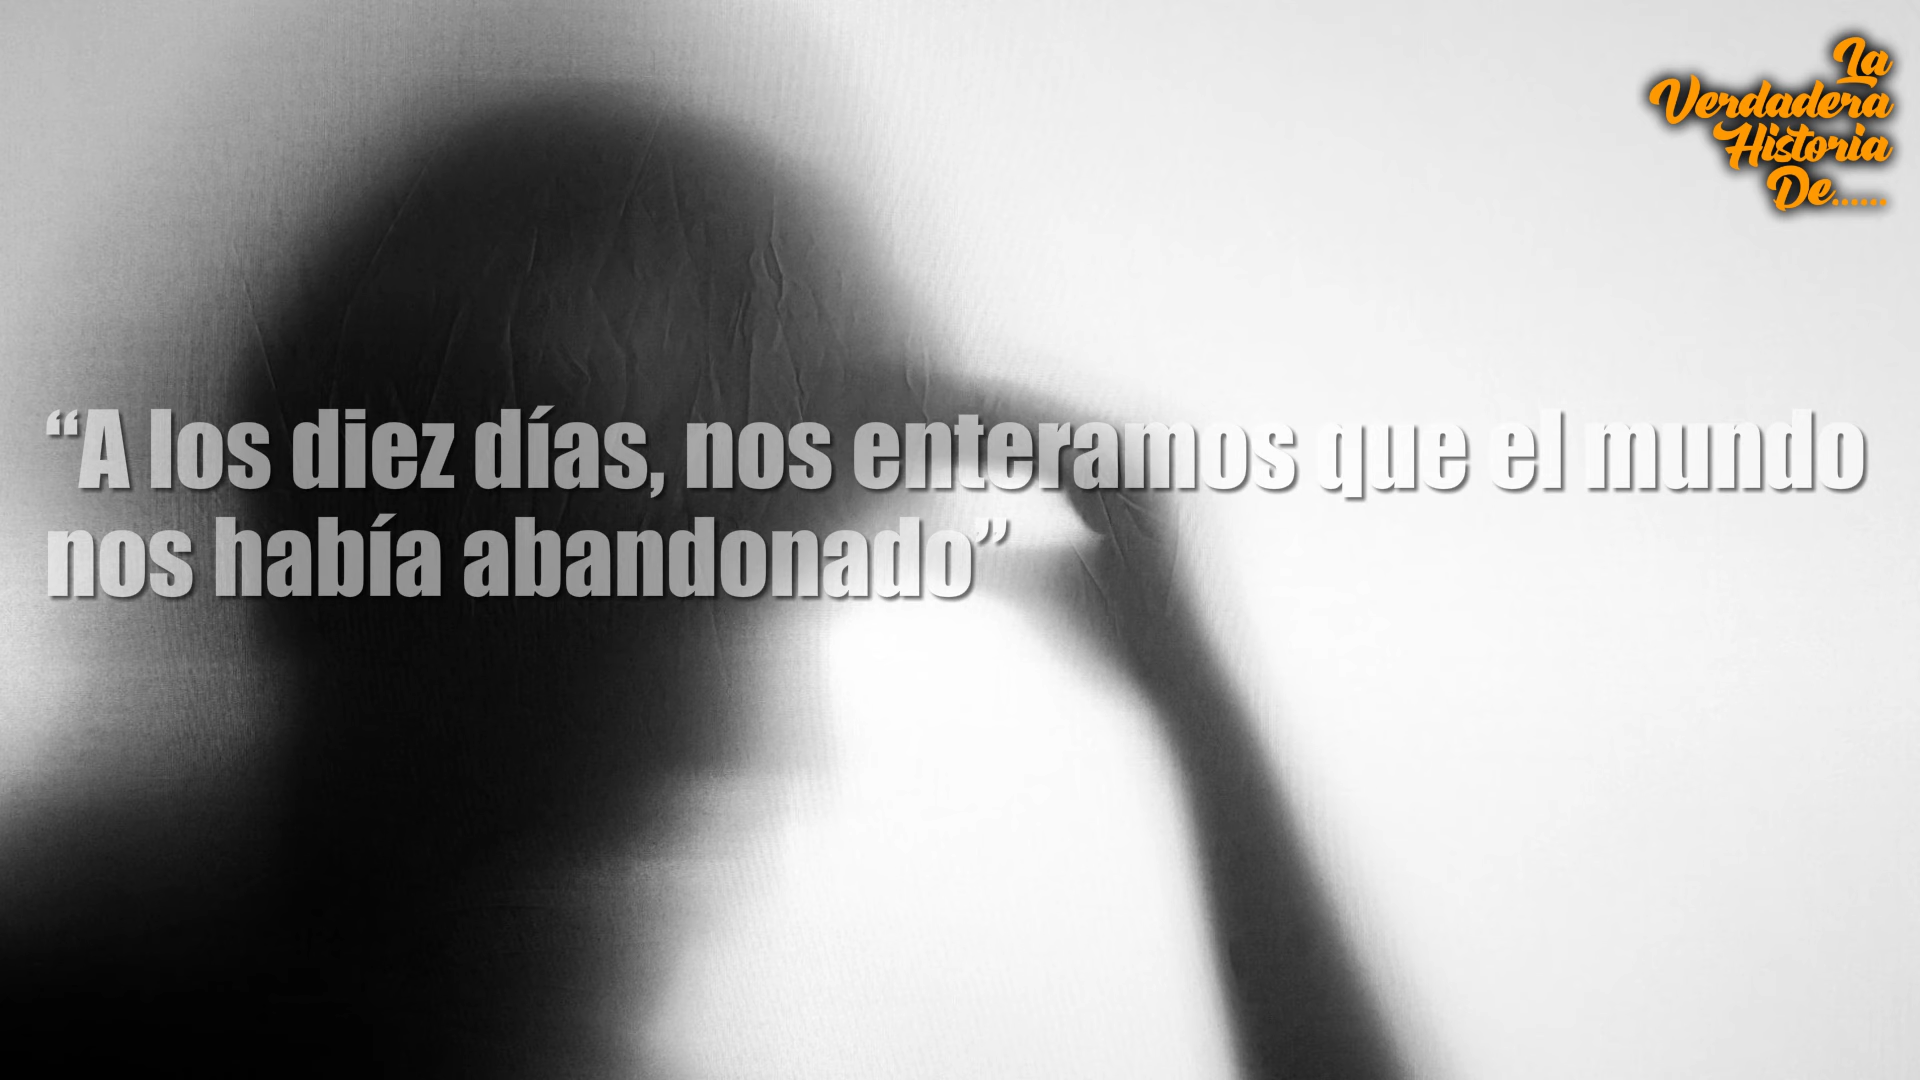 La
Verdadera
Historia
De......
“A los diez días, nos enteramos que el mundo
nos había abandonado”